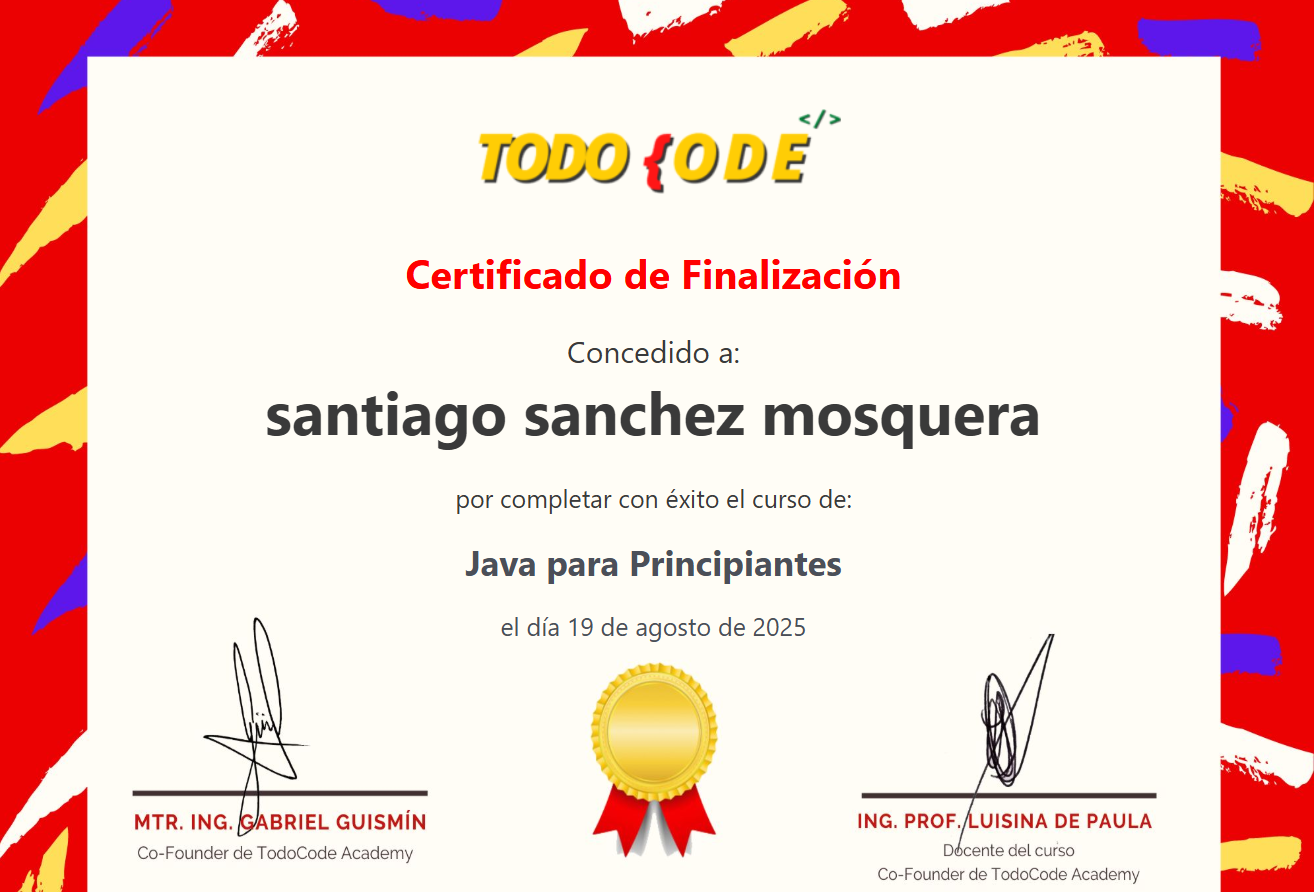 TODO {ODE </>
Certificado de Finalización
Concedido a:
santiago sanchez mosquera
por completar con éxito el curso de:
Java para Principiantes
el día 19 de agosto de 2025
MTR. ING. GABRIEL GUISMÍN
Co-Founder de TodoCode Academy
ING. PROF. LUISINA DE PAULA
Docente del curso
Co-Founder de TodoCode Academy